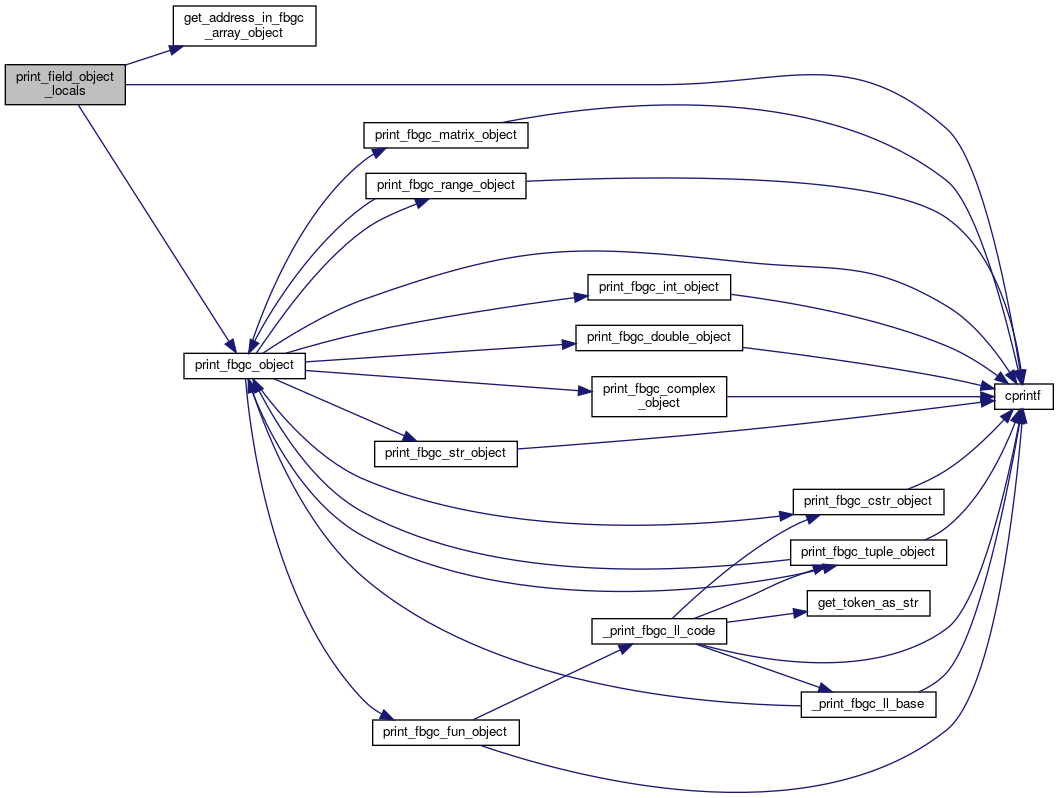 get_address_in_fbgc
_array_object
print_field_object
_locals
print_fbgc_matrix_object
print_fbgc_range_object
print_fbgc_int_object
print_fbgc_double_object
print_fbgc_object
print_fbgc_complex
_object
cprintf
print_fbgc_str_object
print_fbgc_cstr_object
print_fbgc_tuple_object
get_token_as_str
_print_fbgc_ll_code
_print_fbgc_ll_base
print_fbgc_fun_object